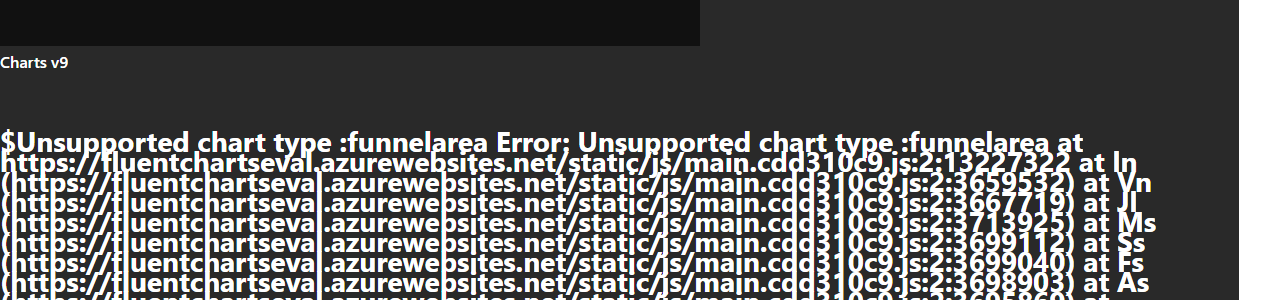 Charts v9
$Unsupported chart type :funnelarea Error: Unsupported chart type :funnelarea at
https://fluentchartseval.azurewebsites.net/static/js/main.cdd310c9.js:2:13227322 at ln
(https://fluentchartseval.azurewebsites.net/static/js/main.cdd310c9.js:2:3659532) at Vn
(https://fluentchartseval.azurewebsites.net/static/js/main.cdd310c9.js:2:3667719) at Jl
(https://fluentchartseval.azurewebsites.net/static/js/main.cdd310c9.js:2:3713925) at Ms
(https://fluentchartseval.azurewebsites.net/static/js/main.cdd310c9.js:2:3699112) at Ss
(https://fluentchartseval.azurewebsites.net/static/js/main.cdd310c9.js:2:3699040) at Fs
(https://fluentchartseval.azurewebsites.net/static/js/main.cdd310c9.js:2:3698903) at As